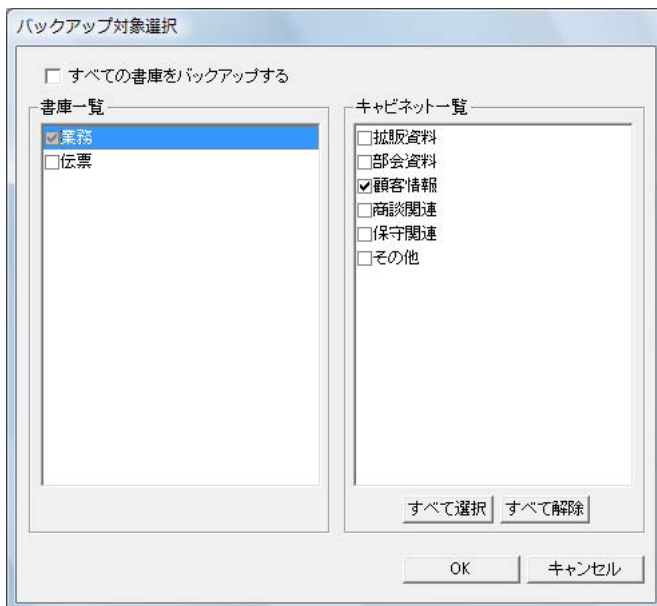 バックアップ対象選択
すべての書庫をバックアップする
書庫一覧
業務
伝票
キャビネット一覧
拡販資料
部会資料
顧客情報
商談関連
保守関連
その他
すべて選択 すべて解除
OK キャンセル